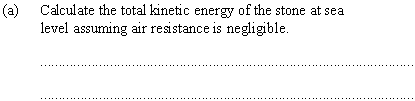 (a) Calculate the total kinetic energy of the stone at sea
level assuming air resistance is negligible.